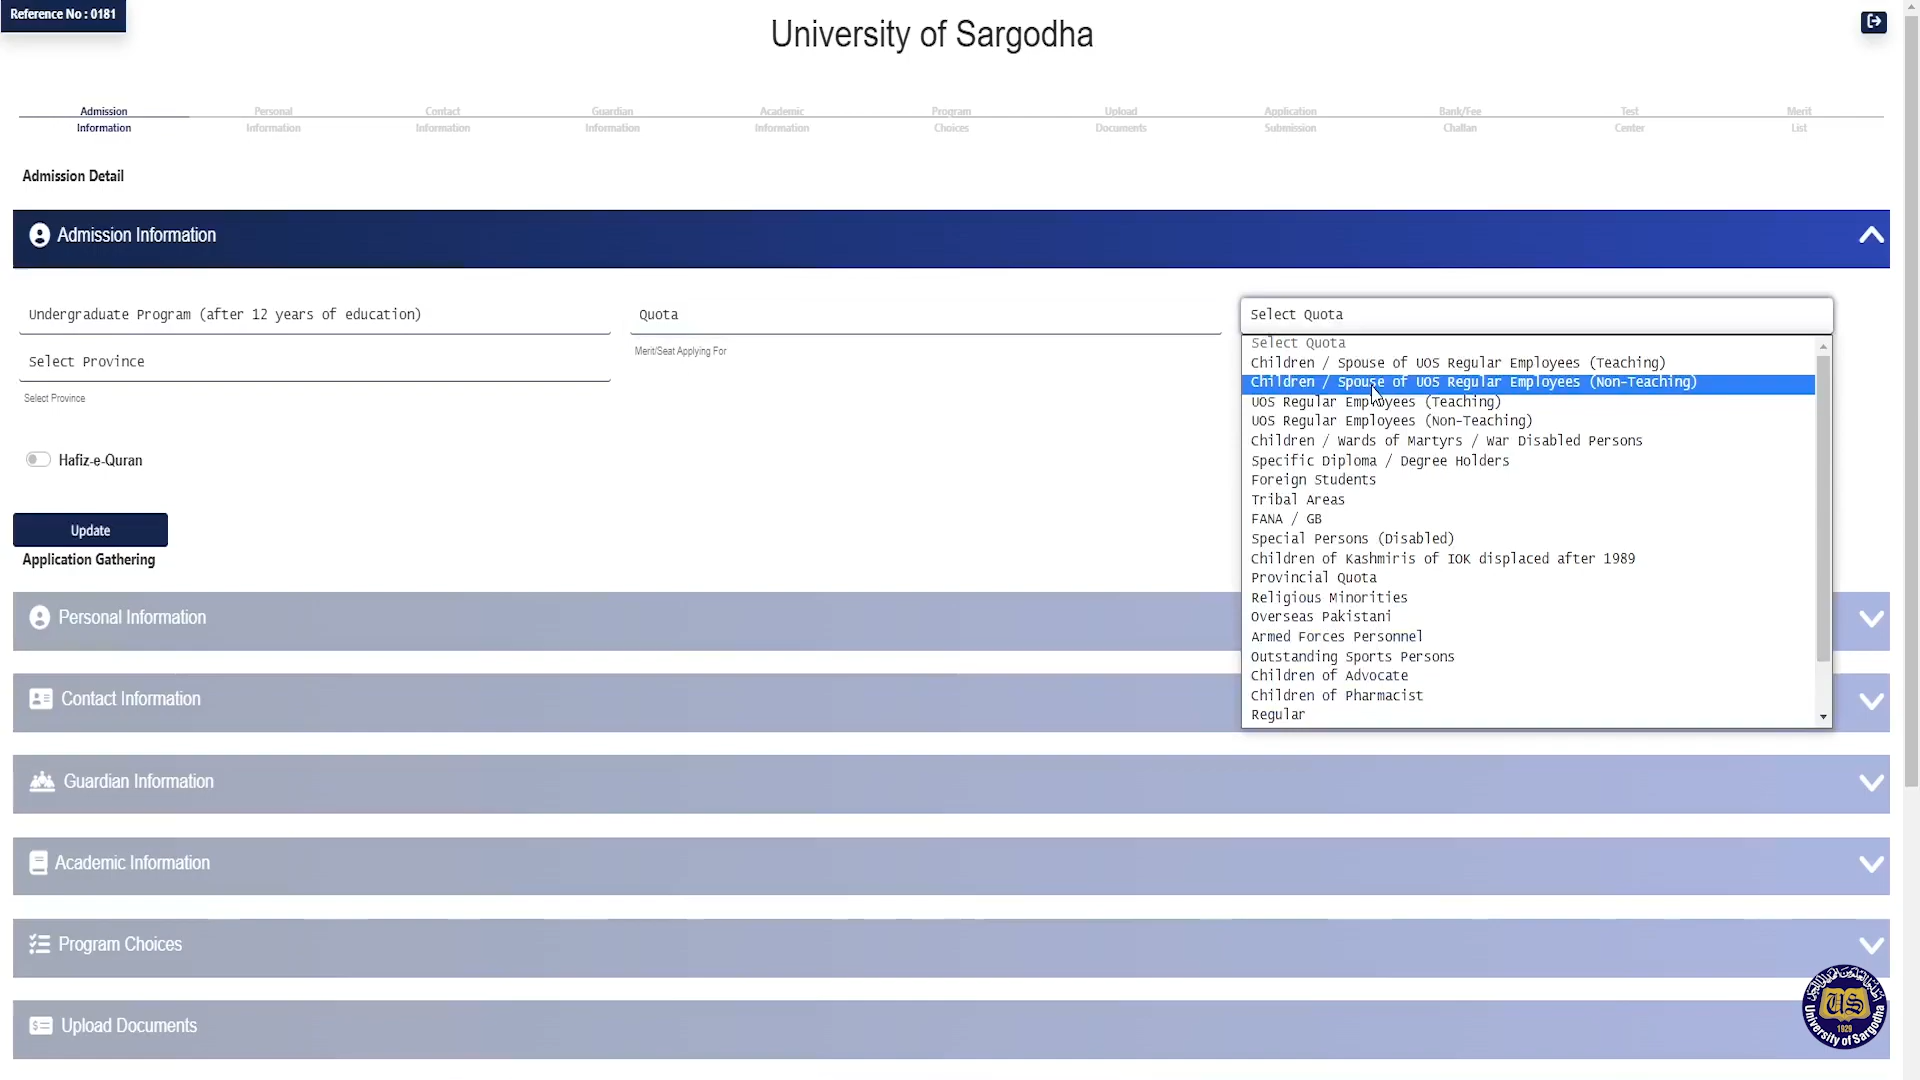 Reference No : 0181
University of Sargodha
Admission
Information
Personal
Information
Contact
Information
Guardian
Information
Academic
Information
Program
Choices
Upload
Documents
Application
Submission
Bank/Fee
Challan
Test
Center
Merit
List
Admission Detail
Admission Information
Undergraduate Program (after 12 years of education)
Quota
Select Quota
Merit/Seat Applying For
Select Province
Select Province
Hafiz-e-Quran
Update
Select Quota
Children / Spouse of UOS Regular Employees (Teaching)
Children / Spouse of UOS Regular Employees (Non-Teaching)
UOS Regular Employees (Teaching)
UOS Regular Employees (Non-Teaching)
Children / Wards of Martyrs / War Disabled Persons
Specific Diploma / Degree Holders
Foreign Students
Tribal Areas
FANA / GB
Special Persons (Disabled)
Children of Kashmiris of IOK displaced after 1989
Provincial Quota
Religious Minorities
Overseas Pakistani
Armed Forces Personnel
Outstanding Sports Persons
Children of Advocate
Children of Pharmacist
Regular
Application Gathering
Personal Information
Contact Information
Guardian Information
Academic Information
Program Choices
Upload Documents
US
1929
University of Sargodha